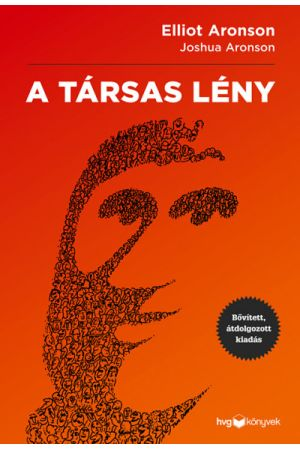 Elliot Aronson
Joshua Aronson
A TÁRSAS LÉNY
Bővített,
átdolgozott
kiadás
hvg könyvek